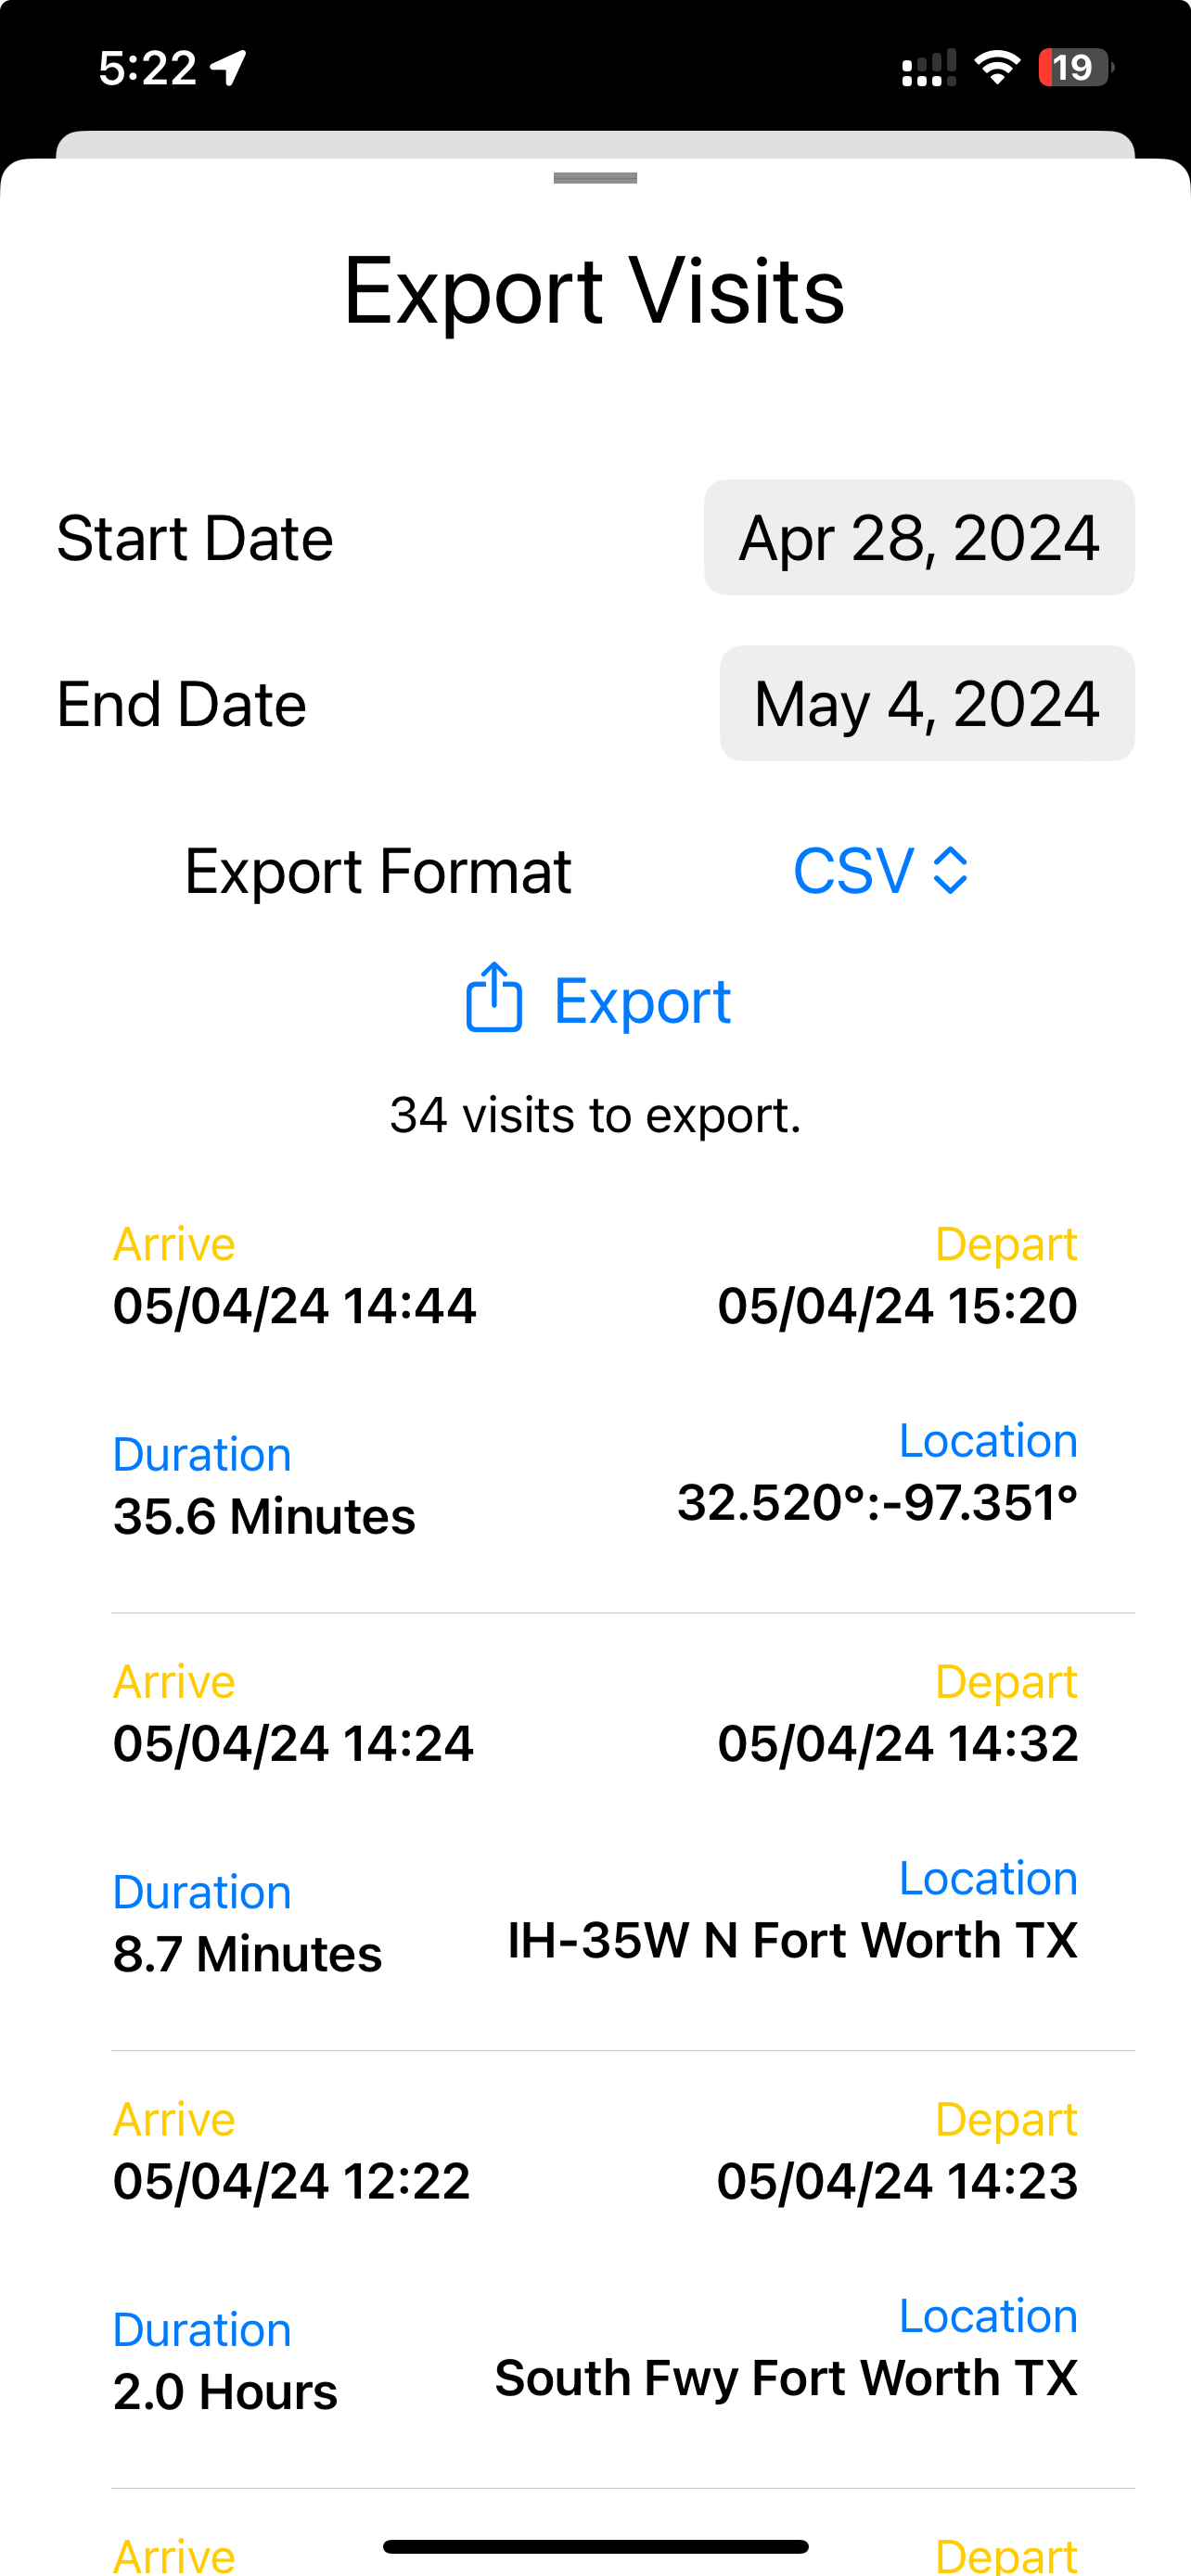 5:22
19
Export Visits
Start Date Apr 28, 2024
End Date May 4, 2024
Export Format CSV
Export
34 visits to export.
Arrive Depart
05/04/24 14:44 05/04/24 15:20
Duration Location
35.6 Minutes 32.520°:-97.351°
Arrive Depart
05/04/24 14:24 05/04/24 14:32
Duration Location
8.7 Minutes IH-35W N Fort Worth TX
Arrive Depart
05/04/24 12:22 05/04/24 14:23
Duration Location
2.0 Hours South Fwy Fort Worth TX
Arrive Depart